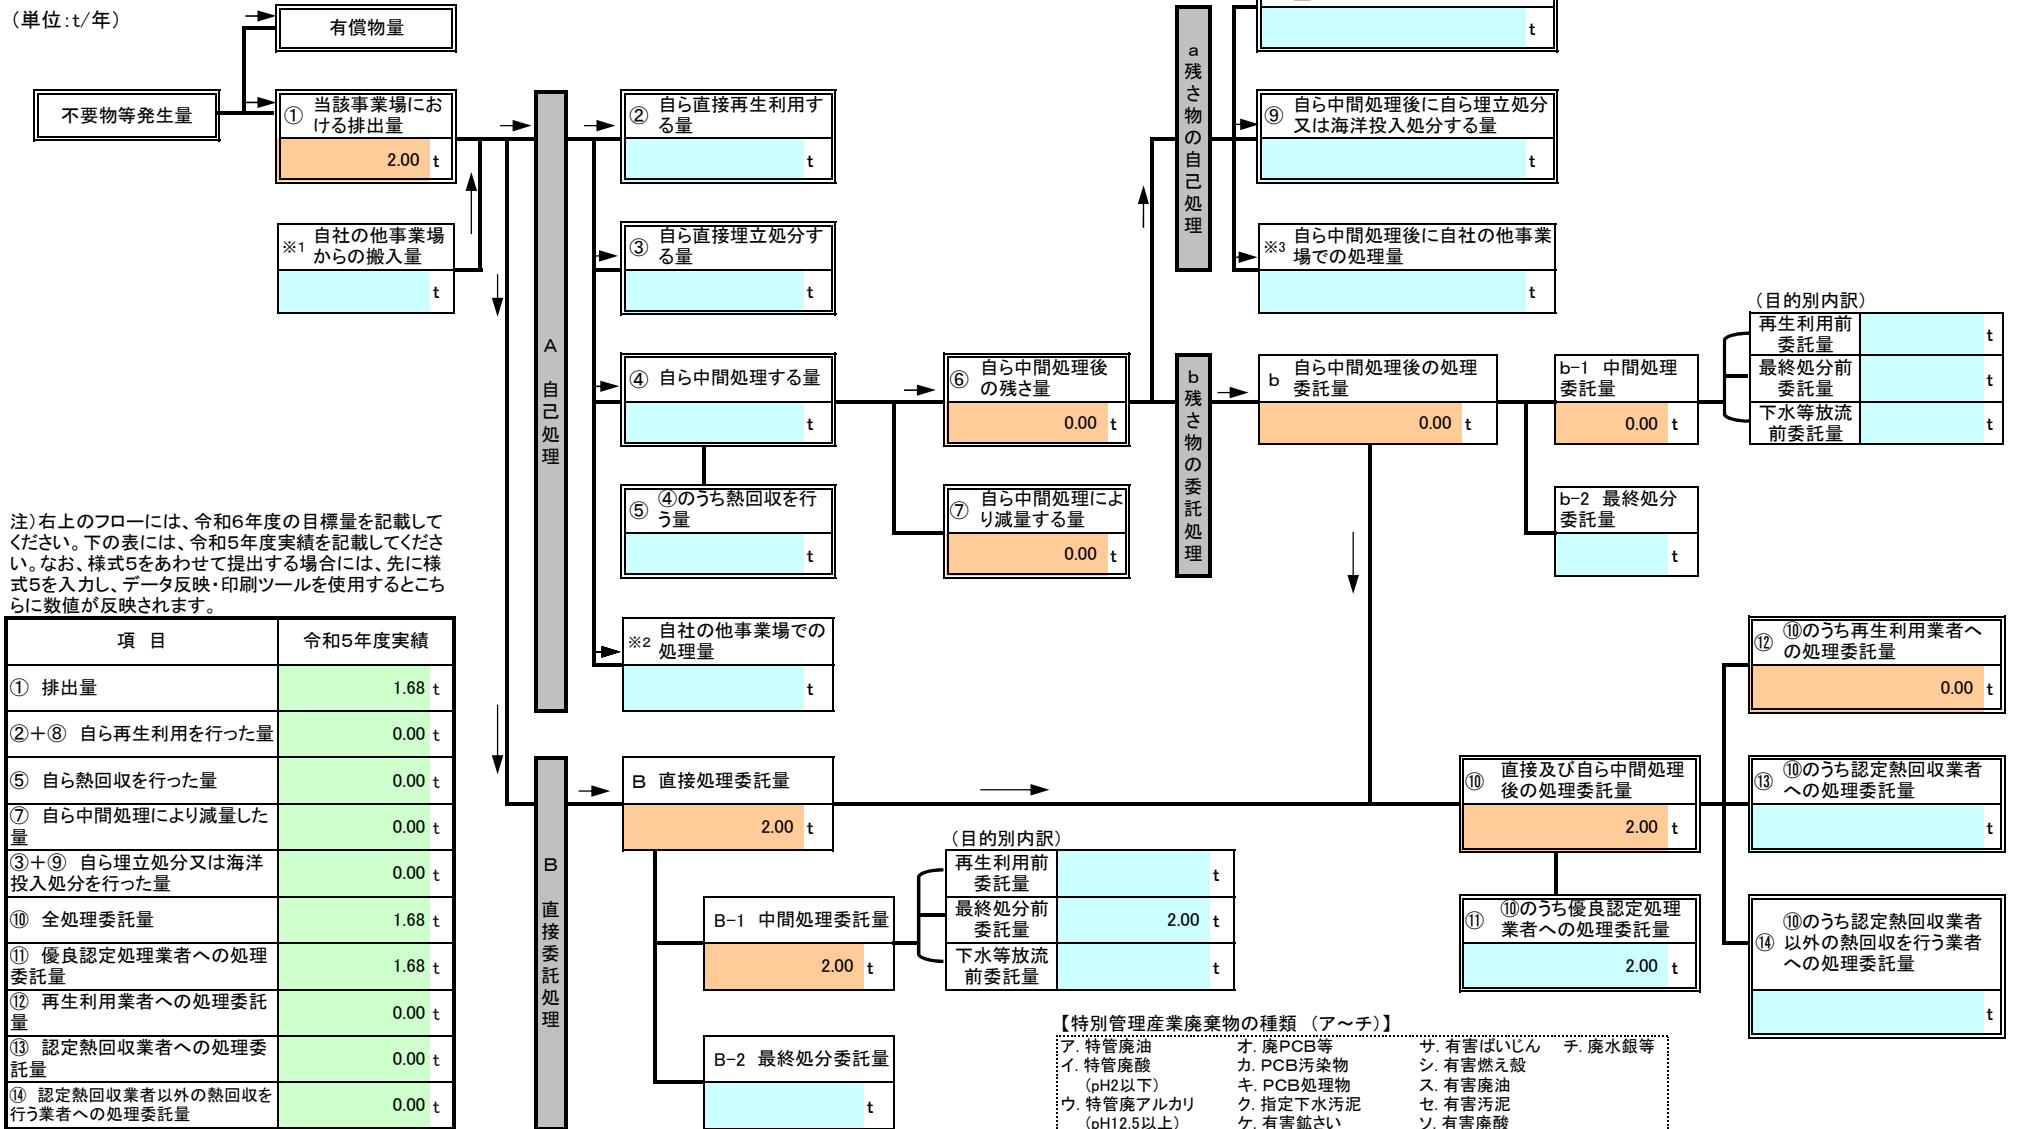 （単位:t/年）
有償物量
不要物等発生量
① 当該事業場にお
ける排出量
2.00 t
※1 自社の他事業場
からの搬入量
t
A 自己処理
② 自ら直接再生利用す
る量
t
③ 自ら直接埋立処分す
る量
t
④ 自ら中間処理する量
t
⑤ ④のうち熱回収を行
う量
t
※2 自社の他事業場での
処理量
t
⑥ 自ら中間処理後
の残さ量
0.00 t
⑦ 自ら中間処理によ
り減量する量
0.00 t
a 残さ物の自己処理
t
⑨ 自ら中間処理後に自ら埋立処分
又は海洋投入処分する量
t
※3 自ら中間処理後に自社の他事業
場での処理量
t
b 残さ物の委託処理
b 自ら中間処理後の処理
委託量
0.00 t
b-1 中間処理
委託量
0.00 t
b-2 最終処分
委託量
t
（目的別内訳）
再生利用前
委託量
t
最終処分前
委託量
t
下水等放流
前委託量
t
注）右上のフローには、令和6年度の目標量を記載して
ください。下の表には、令和5年度実績を記載してくださ
い。なお、様式5をあわせて提出する場合には、先に様
式5を入力し、データ反映・印刷ツールを使用するとこち
らに数値が反映されます。
項 目 令和5年度実績
① 排出量 1.68 t
②＋⑧ 自ら再生利用を行った量 0.00 t
⑤ 自ら熱回収を行った量 0.00 t
⑦ 自ら中間処理により減量した
量 0.00 t
③＋⑨ 自ら埋立処分又は海洋
投入処分を行った量 0.00 t
⑩ 全処理委託量 1.68 t
⑪ 優良認定処理業者への処理
委託量 1.68 t
⑫ 再生利用業者への処理委託
量 0.00 t
⑬ 認定熱回収業者への処理委
託量 0.00 t
⑭ 認定熱回収業者以外の熱回収を
行う業者への処理委託量 0.00 t
B 直接委託処理
B 直接処理委託量
2.00 t
B-1 中間処理委託量
2.00 t
B-2 最終処分委託量
t
（目的別内訳）
再生利用前
委託量
t
最終処分前
委託量
2.00 t
下水等放流
前委託量
t
⑩ 直接及び自ら中間処理
後の処理委託量
2.00 t
⑪ ⑩のうち優良認定処理
業者への処理委託量
2.00 t
⑫ ⑩のうち再生利用業者へ
の処理委託量
0.00 t
⑬ ⑩のうち認定熱回収業者
への処理委託量
t
⑭ ⑩のうち認定熱回収業者
以外の熱回収を行う業者
への処理委託量
t
【特別管理産業廃棄物の種類 （ア～チ）】
ア. 特管廃油 オ. 廃PCB等 サ. 有害ばいじん チ. 廃水銀等
イ. 特管廃酸 カ. PCB汚染物 シ. 有害燃え殻
（pH2以下） キ. PCB処理物 ス. 有害廃油
ウ. 特管廃アルカリ ク. 指定下水汚泥 セ. 有害汚泥
（pH12.5以上） ケ. 有害鉱さい ソ. 有害廃酸